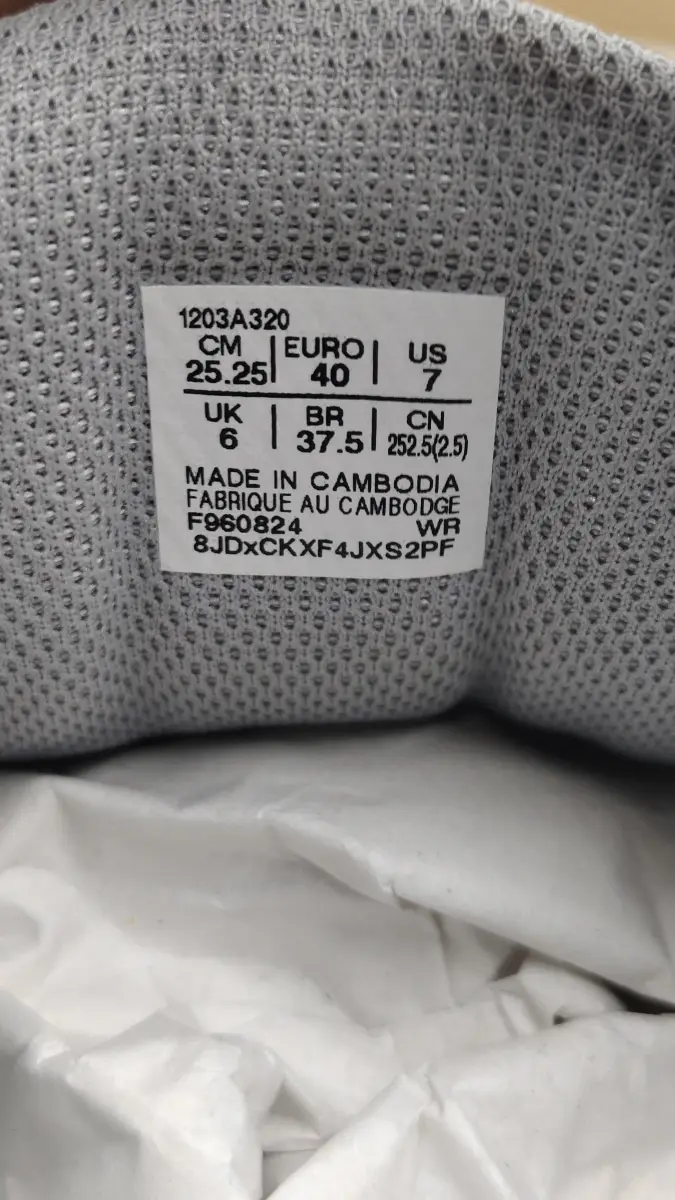 1203A320
CM | EURO | US
25.25 | 40 | 7
UK | BR | CN
6 | 37.5 | 252.5(2.5)
MADE IN CAMBODIA
FABRIQUE AU CAMBODGE
F960824 WR
8JDxCKXF4JXS2PF